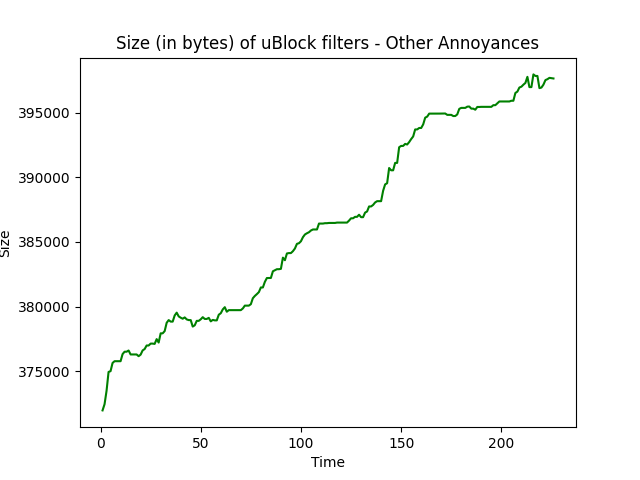 Size (in bytes) of uBlock filters - Other Annoyances
395000
390000
385000
380000
375000
Size
0 50 100 150 200
Time